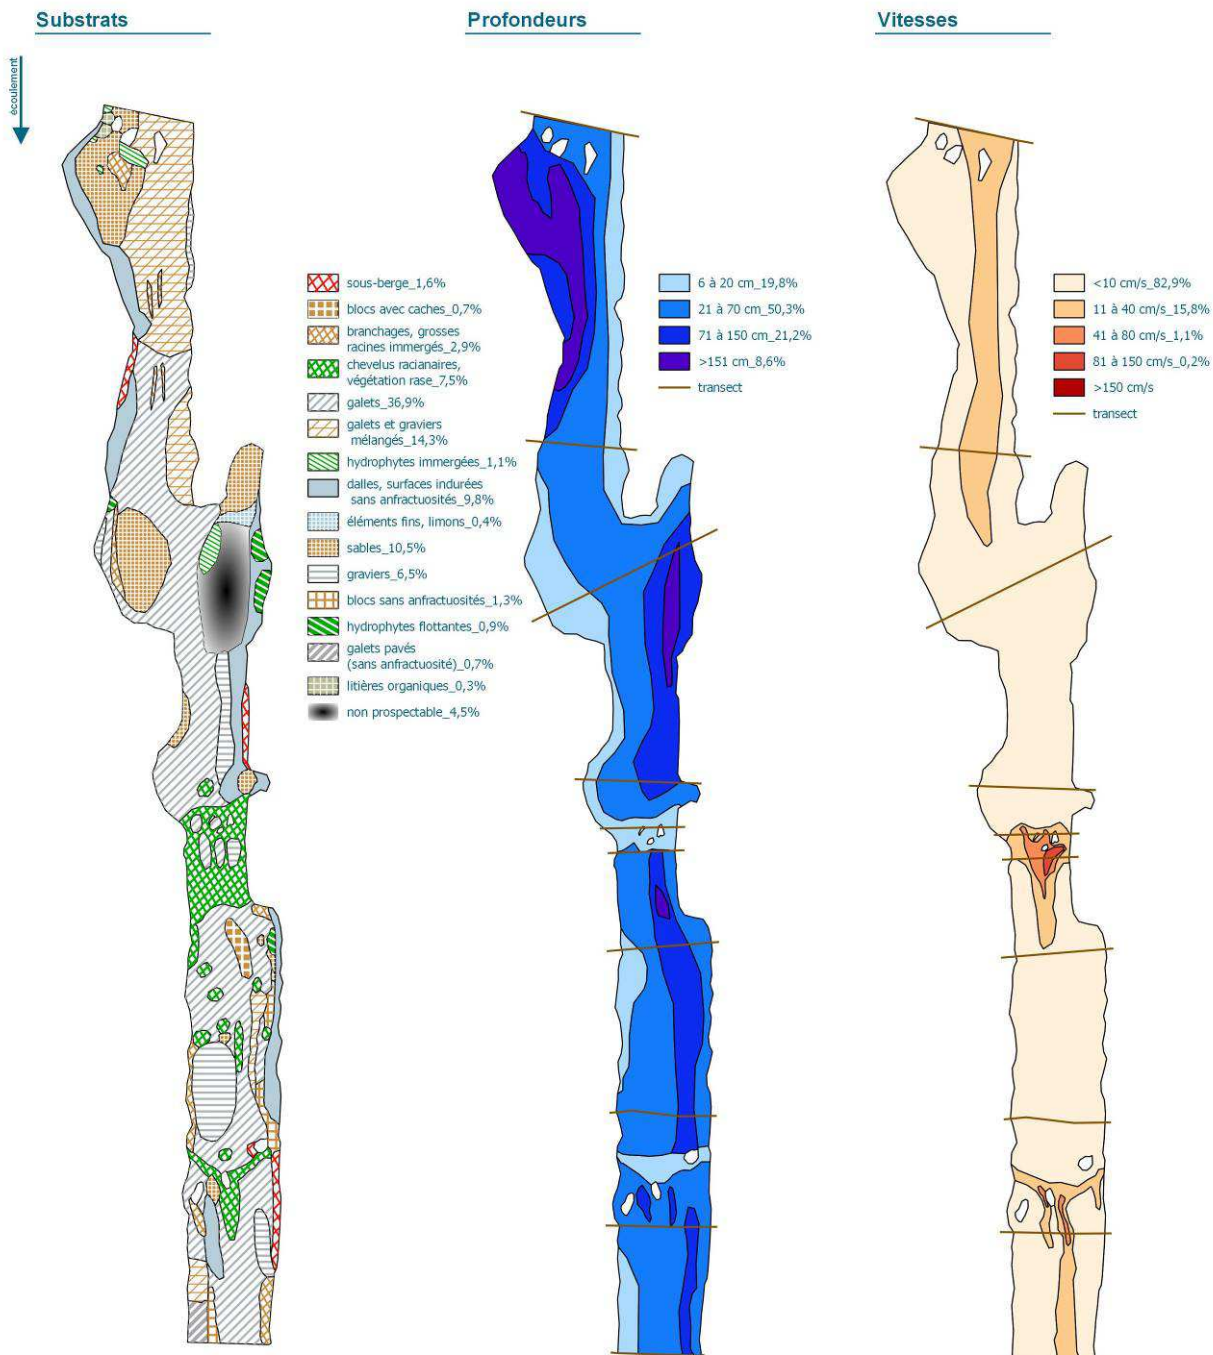 Substrats
Profondeurs
Vitesses
écoulement
sous-berge_1,6%
blocs avec caches_0,7%
branchages, grosses
racines immergés_2,9%
chevelus racianaires,
végétation rase_7,5%
galets_36,9%
galets et graviers
mélangés_14,3%
hydrophytes immergées_1,1%
dalles, surfaces indurées
sans anfractuosités_9,8%
éléments fins, limons_0,4%
sables_10,5%
graviers_6,5%
blocs sans anfractuosités_1,3%
hydrophytes flottantes_0,9%
galets pavés
(sans anfractuosité)_0,7%
litières organiques_0,3%
non prospectable_4,5%
6 à 20 cm_19,8%
21 à 70 cm_50,3%
71 à 150 cm_21,2%
>151 cm_8,6%
transect
<10 cm/s_82,9%
11 à 40 cm/s_15,8%
41 à 80 cm/s_1,1%
81 à 150 cm/s_0,2%
>150 cm/s
transect